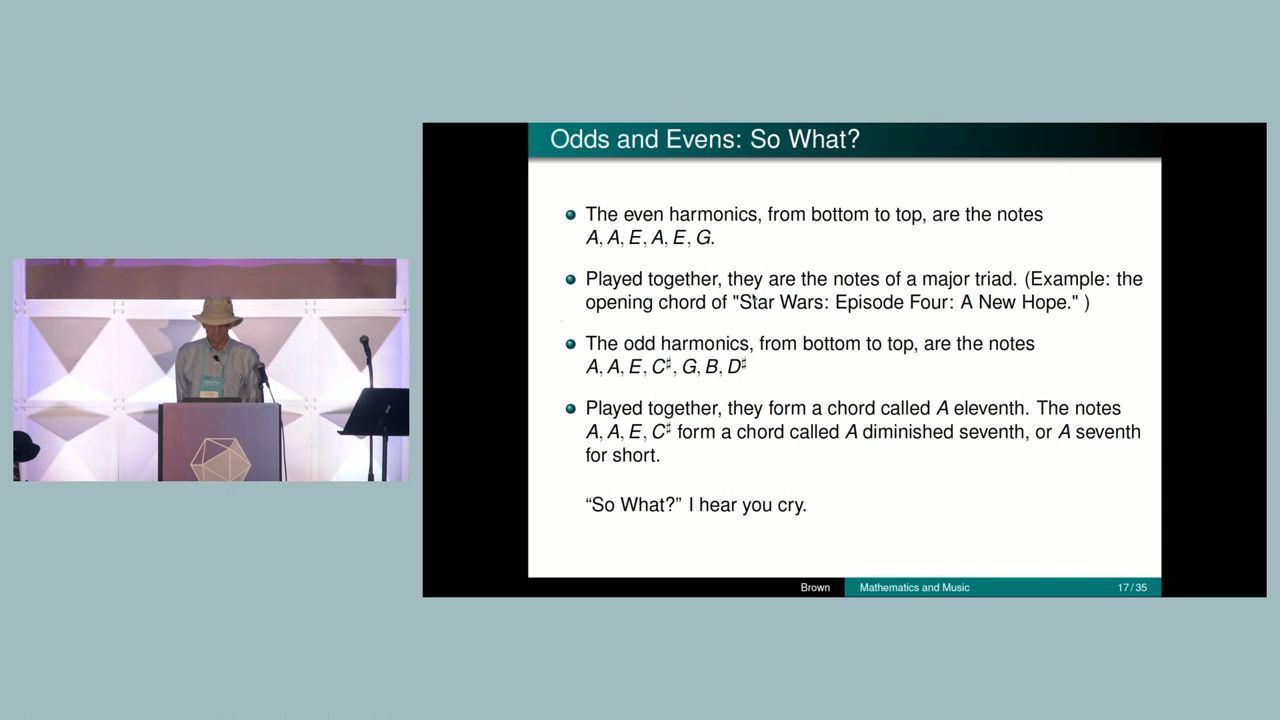 Odds and Evens: So What?
The even harmonics, from bottom to top, are the notes
A, A, E, A, E, G.
Played together, they are the notes of a major triad. (Example: the
opening chord of "Star Wars: Episode Four: A New Hope." )
The odd harmonics, from bottom to top, are the notes
A, A, E, C♯, G, B, D♯
Played together, they form a chord called A eleventh. The notes
A, A, E, C♯ form a chord called A diminished seventh, or A seventh
for short.
“So What?” I hear you cry.
Brown
Mathematics and Music
17 / 35